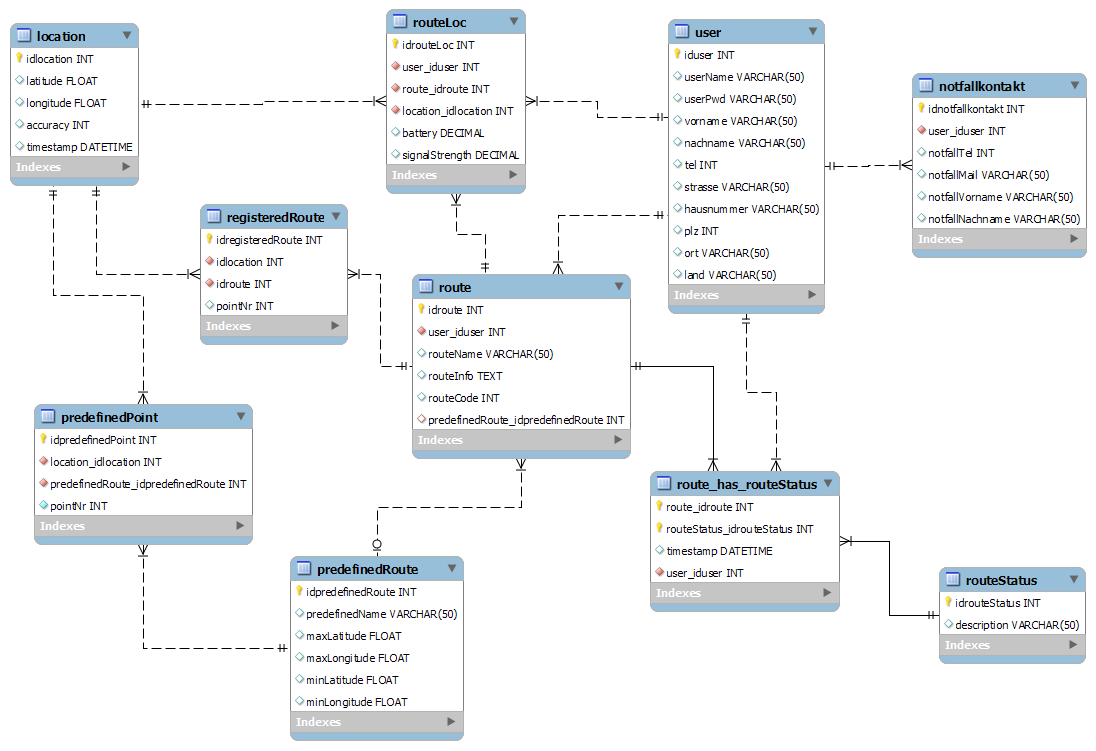 location
idlocation INT
latitude FLOAT
longitude FLOAT
accuracy INT
timestamp DATETIME
Indexes
routeLoc
idrouteLoc INT
user_iduser INT
route_idroute INT
location_idlocation INT
battery DECIMAL
signalStrength DECIMAL
Indexes
user
iduser INT
userName VARCHAR(50)
userPwd VARCHAR(50)
vorname VARCHAR(50)
nachname VARCHAR(50)
tel INT
strasse VARCHAR(50)
hausnummer VARCHAR(50)
plz INT
ort VARCHAR(50)
land VARCHAR(50)
Indexes
notfallkontakt
idnotfallkontakt INT
user_iduser INT
notfallTel INT
notfallMail VARCHAR(50)
notfallVorname VARCHAR(50)
notfallNachname VARCHAR(50)
Indexes
registeredRoute
idregisteredRoute INT
idlocation INT
idroute INT
pointNr INT
Indexes
route
idroute INT
user_iduser INT
routeName VARCHAR(50)
routeInfo TEXT
routeCode INT
predefinedRoute_idpredefinedRoute INT
Indexes
predefinedPoint
idpredefinedPoint INT
location_idlocation INT
predefinedRoute_idpredefinedRoute INT
pointNr INT
Indexes
route_has_routeStatus
route_idroute INT
routeStatus_idrouteStatus INT
timestamp DATETIME
user_iduser INT
Indexes
predefinedRoute
idpredefinedRoute INT
predefinedName VARCHAR(50)
maxLatitude FLOAT
maxLongitude FLOAT
minLatitude FLOAT
minLongitude FLOAT
Indexes
routeStatus
idrouteStatus INT
description VARCHAR(50)
Indexes